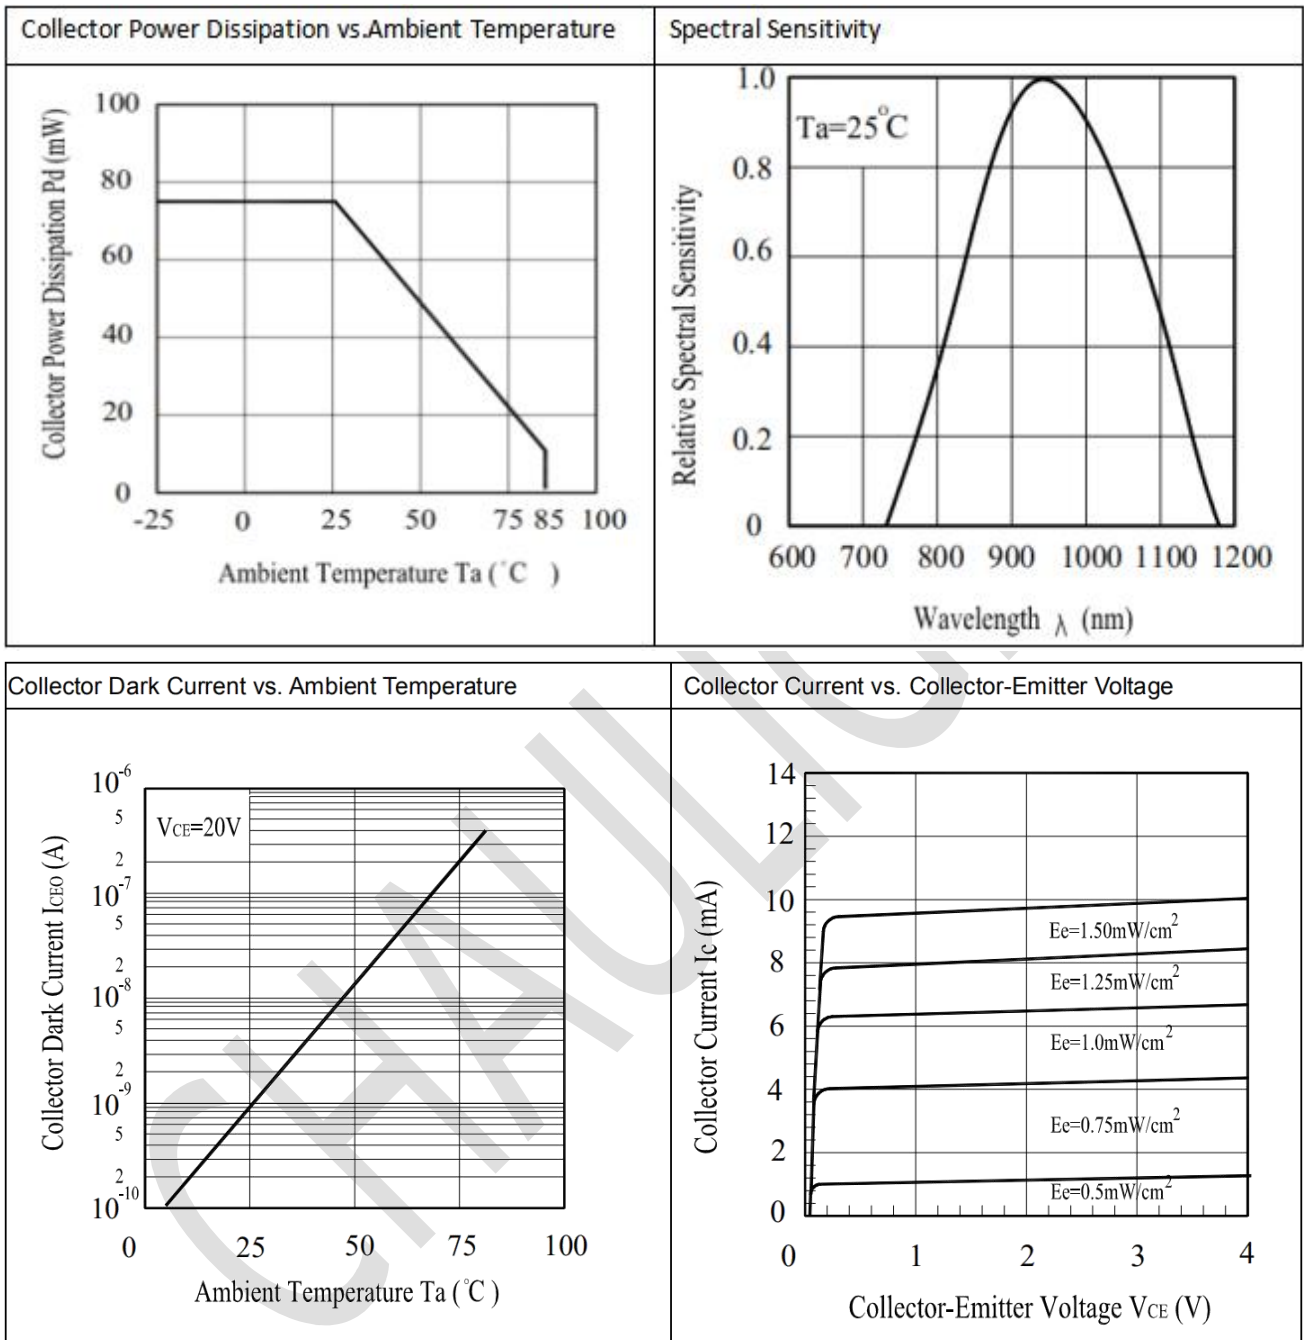 Collector Power Dissipation vs.Ambient Temperature
Spectral Sensitivity
Collector Power Dissipation Pd (mW)
100
80
60
40
20
0
-25 0 25 50 75 85 100
Ambient Temperature Ta (°C )
Ta=25°C
Relative Spectral Sensitivity
1.0
0.8
0.6
0.4
0.2
0
600 700 800 900 1000 1100 1200
Wavelength λ (nm)
Collector Dark Current vs. Ambient Temperature
Collector Current vs. Collector-Emitter Voltage
Collector Dark Current ICEO (A)
VCE=20V
10-6
5
2
10-7
5
2
10-8
5
2
10-9
5
2
10-10
0 25 50 75 100
Ambient Temperature Ta (°C )
Collector Current Ic (mA)
14
12
10
8
6
4
2
0
Ee=1.50mW/cm2
Ee=1.25mW/cm2
Ee=1.0mW/cm2
Ee=0.75mW/cm2
Ee=0.5mW/cm2
0 1 2 3 4
Collector-Emitter Voltage VCE (V)